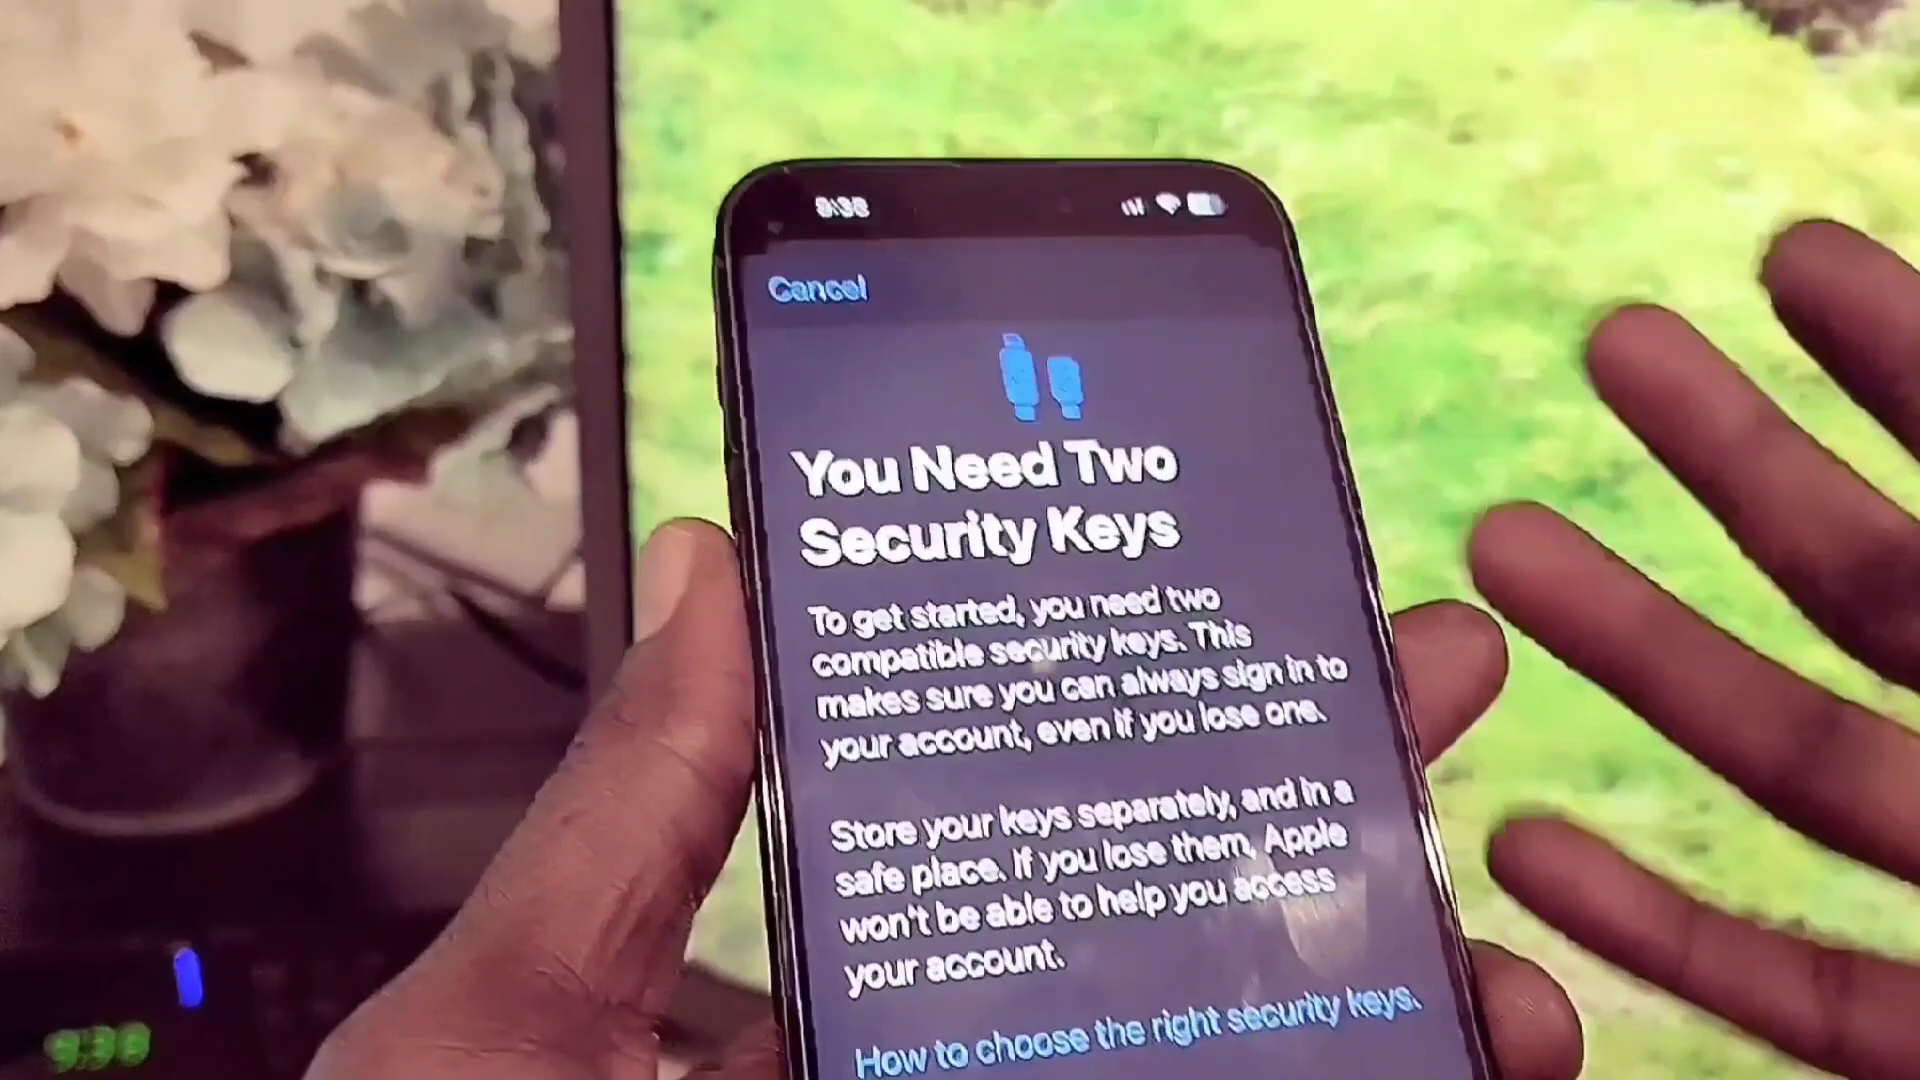 9:38
Cancel
You Need Two
Security Keys
To get started, you need two
compatible security keys. This
makes sure you can always sign in to
your account, even if you lose one.
Store your keys separately, and in a
safe place. If you lose them, Apple
won't be able to help you access
your account.
How to choose the right security keys.
9:38